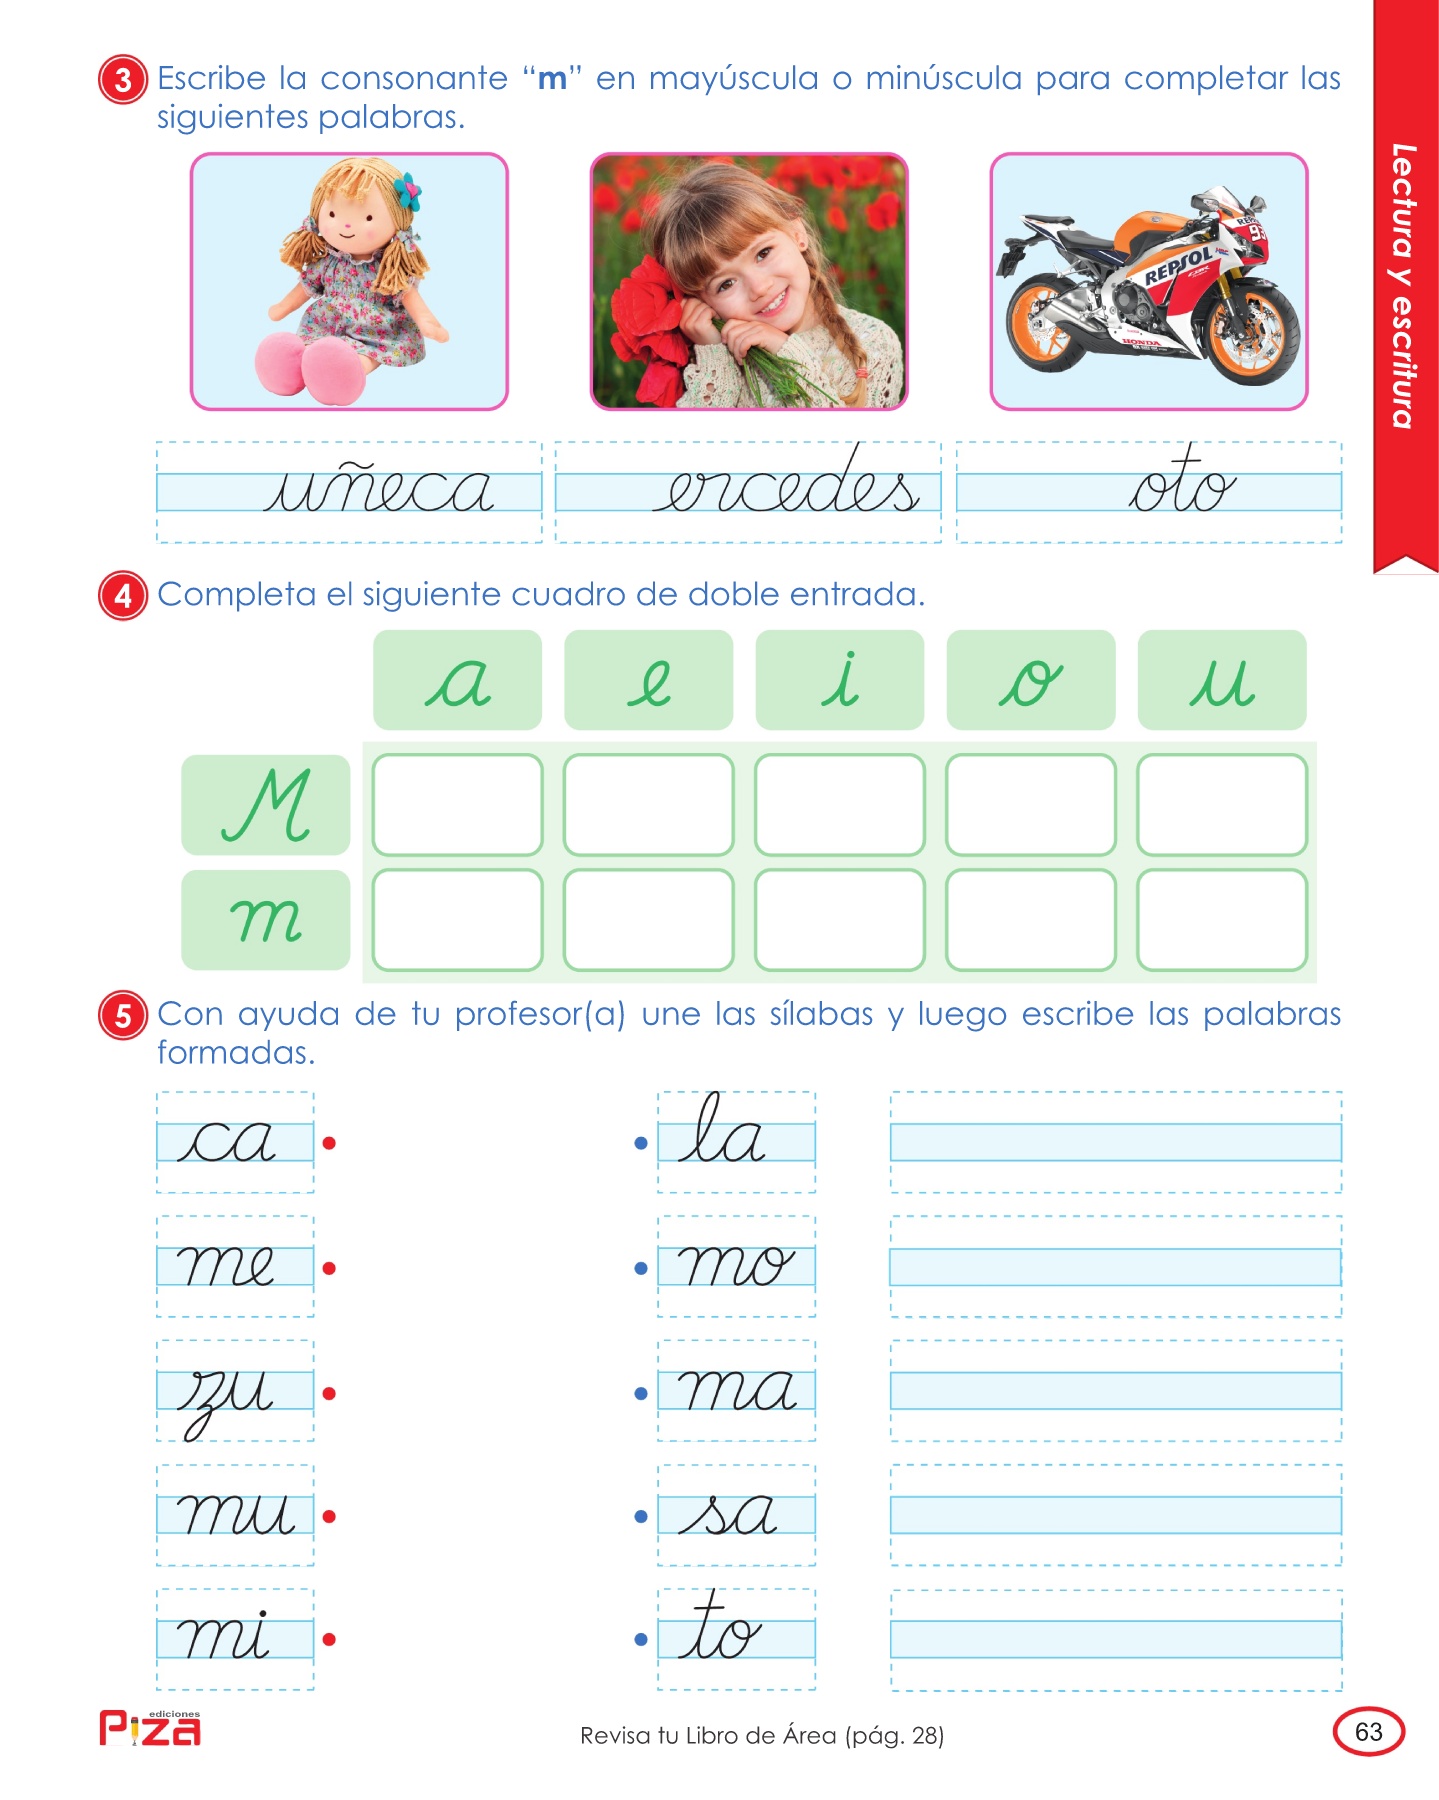 3 Escribe la consonante “m” en mayúscula o minúscula para completar las
siguientes palabras.
REPSOL
HONDA
93
uñeca ercedes oto
Lectura y escritura
4 Completa el siguiente cuadro de doble entrada.
a e i o u
M
m
5 Con ayuda de tu profesor(a) une las sílabas y luego escribe las palabras
formadas.
ca la
me mo
zu ma
mu sa
mi to
ediciones
Piza
Revisa tu Libro de Área (pág. 28)
63